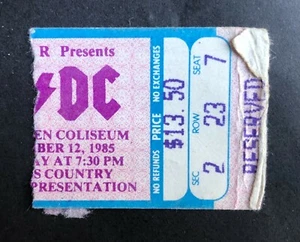 R Presents
⚡DC
EN COLISEUM
BER 12, 1985
AY AT 7:30 PM
S COUNTRY
PRESENTATION
NO REFUNDS PRICE NO EXCHANGES
$13.50
SEC ROW SEAT
2 23 7
RESERVED